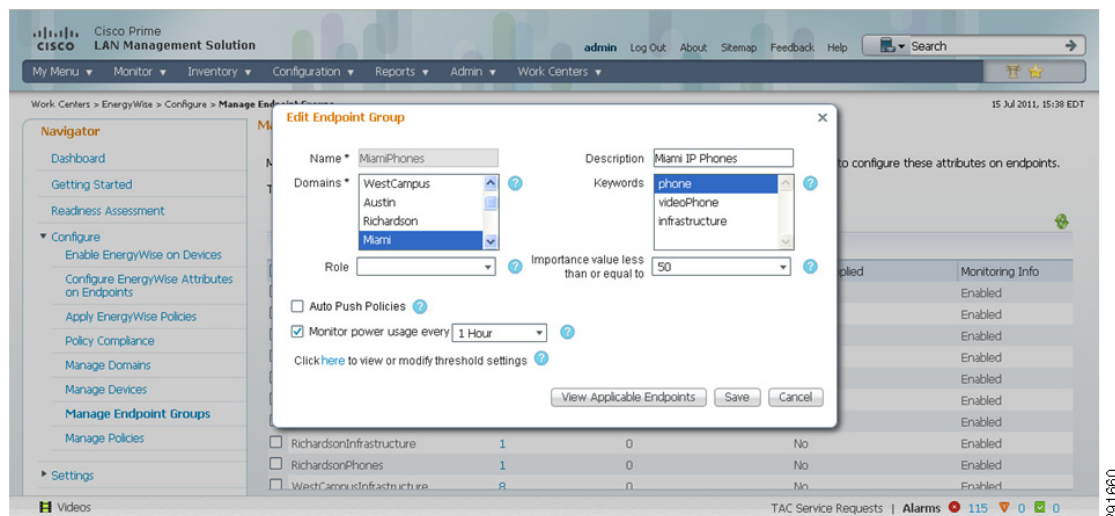 Cisco Prime
CISCO LAN Management Solution
admin Log Out About Sitemap Feedback Help Search
My Menu Monitor Inventory Configuration Reports Admin Work Centers
Work Centers > EnergyWise > Configure > Manage
15 Jul 2011, 15:38 EDT
Navigator
Dashboard
Getting Started
Readiness Assessment
Configure
Enable EnergyWise on Devices
Configure EnergyWise Attributes
on Endpoints
Apply EnergyWise Policies
Policy Compliance
Manage Domains
Manage Devices
Manage Endpoint Groups
Manage Policies
Settings
Edit Endpoint Group
Name * MiamiPhones
Description Miami IP Phones
Domains * WestCampus
Austin
Richardson
Miami
Keywords phone
videoPhone
infrastructure
Role
Importance value less
than or equal to 50
Auto Push Policies
Monitor power usage every 1 Hour
Click here to view or modify threshold settings
View Applicable Endpoints Save Cancel
to configure these attributes on endpoints.
plied Monitoring Info
Enabled
Enabled
Enabled
Enabled
Enabled
Enabled
Enabled
RichardsonInfrastructure 1 0 No Enabled
RichardsonPhones 1 0 No Enabled
WestCampusInfrastructure 8 0 No Enabled
Videos
TAC Service Requests | Alarms 115 0 0
291660